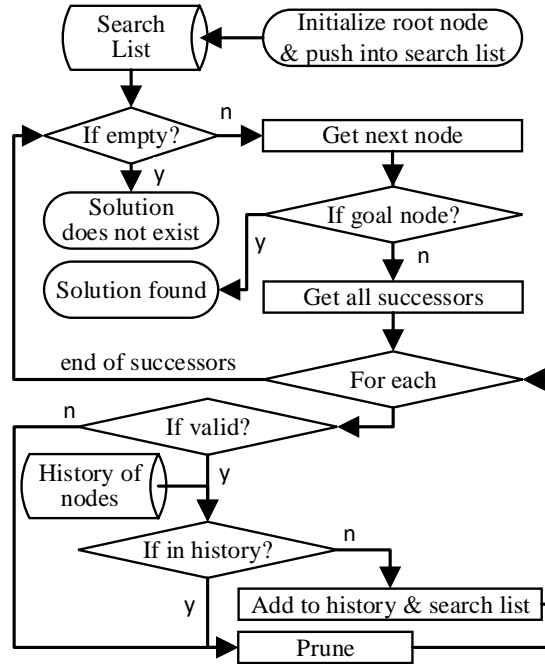 Search
List
Initialize root node
& push into search list
If empty?
n
Get next node
y
Solution
does not exist
If goal node?
y
n
Solution found
Get all successors
end of successors
For each
n
If valid?
y
History of
nodes
If in history?
n
y
Add to history & search list
Prune